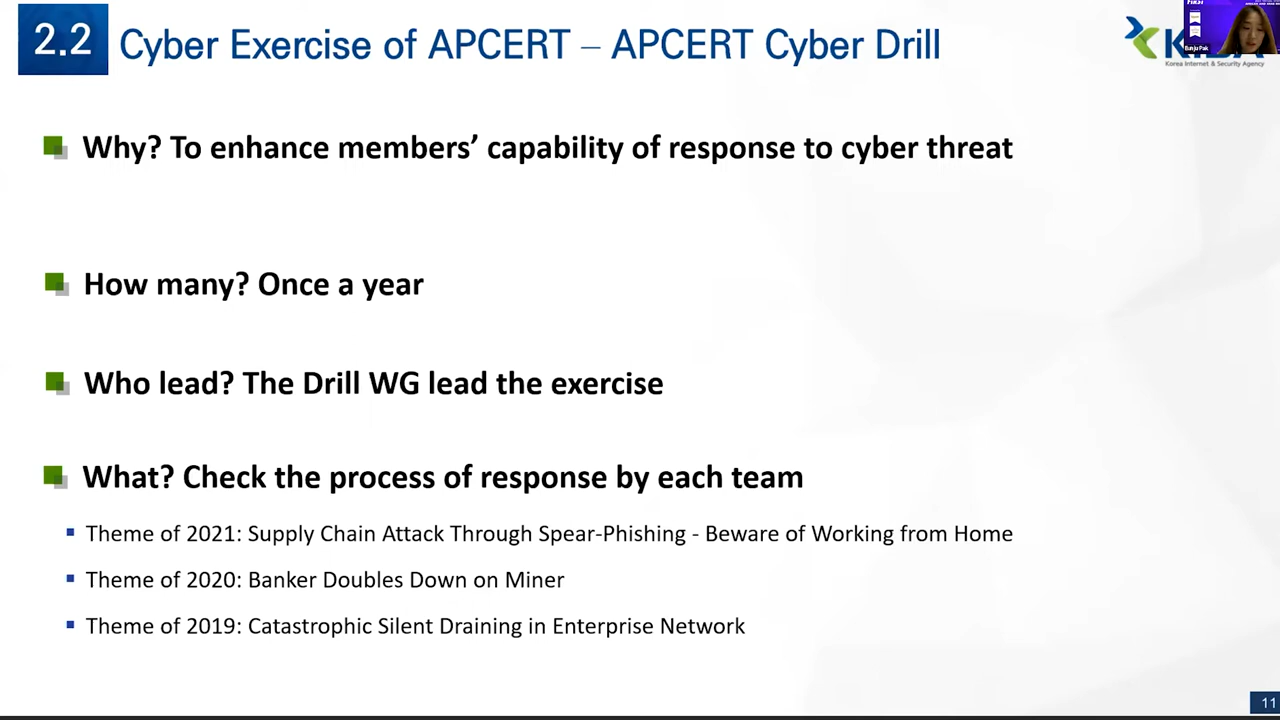 2.2
Cyber Exercise of APCERT – APCERT Cyber Drill
Bunju Pak
Korea Internet & Security Agency
Why? To enhance members’ capability of response to cyber threat
How many? Once a year
Who lead? The Drill WG lead the exercise
What? Check the process of response by each team
Theme of 2021: Supply Chain Attack Through Spear-Phishing - Beware of Working from Home
Theme of 2020: Banker Doubles Down on Miner
Theme of 2019: Catastrophic Silent Draining in Enterprise Network
11